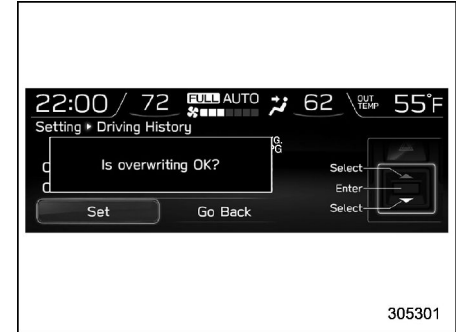 22:00 / 72 FULL AUTO 62 OUT TEMP 55°F
Setting ▸ Driving History
Is overwriting OK?
Set Go Back
Select
Enter
Select
305301